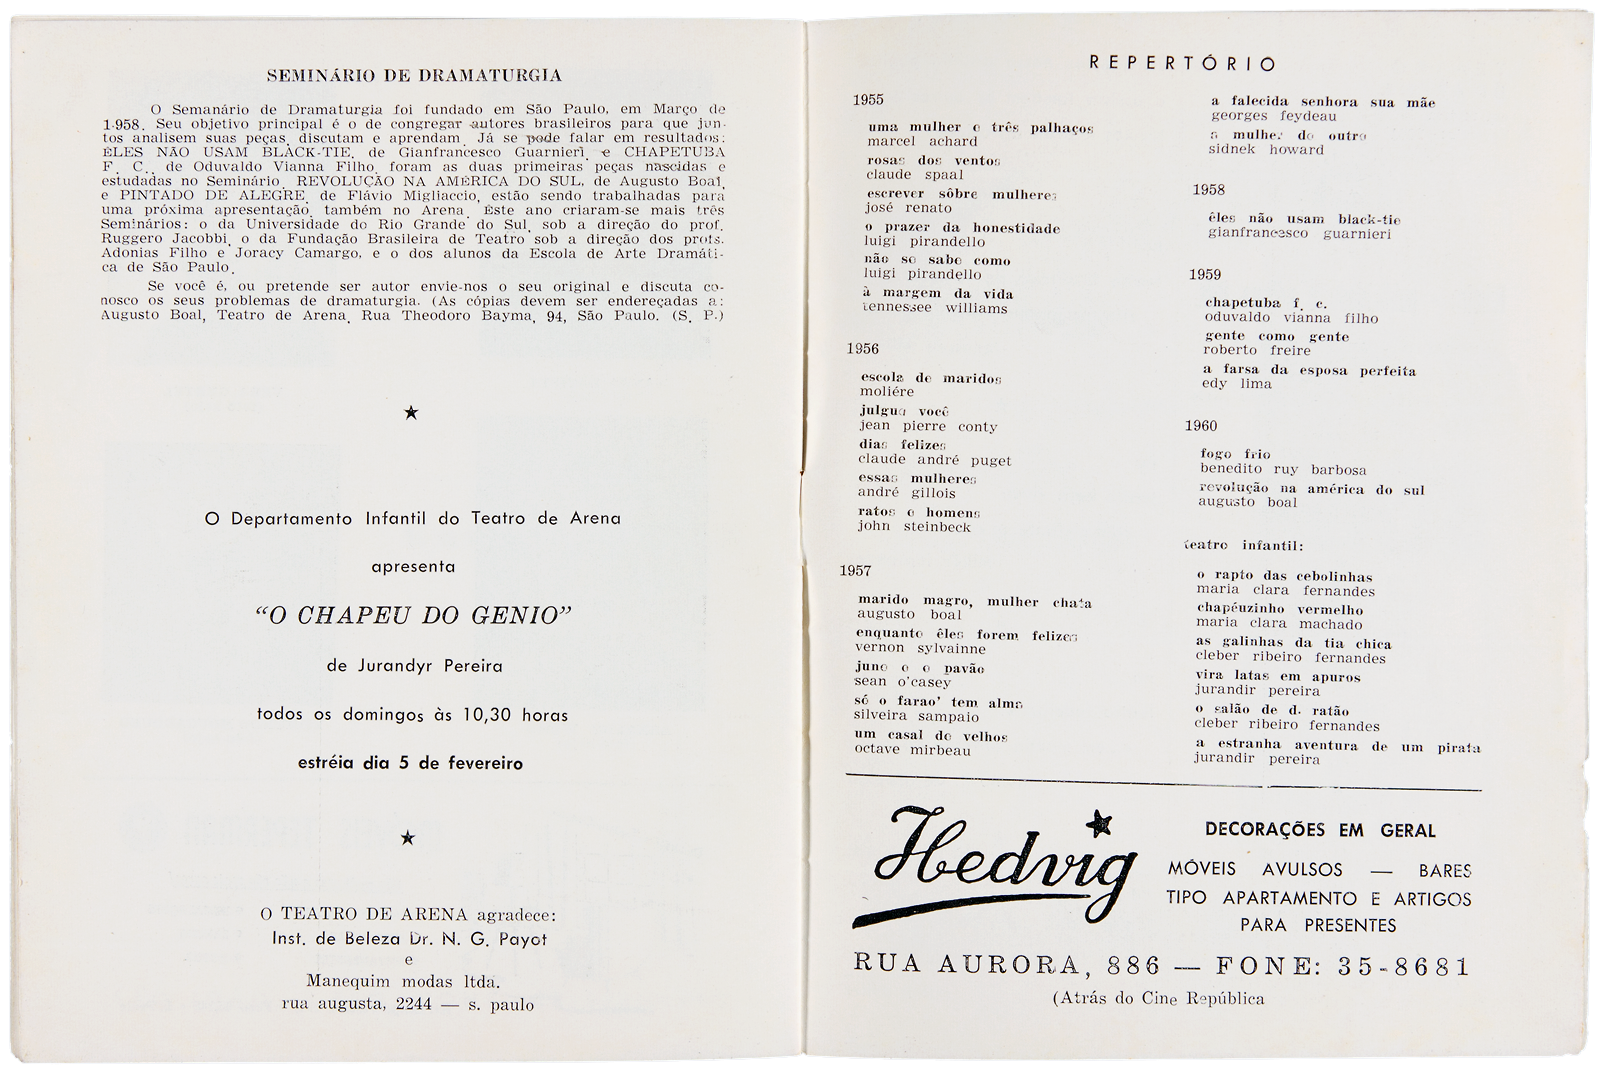 SEMINÁRIO DE DRAMATURGIA
O Semanário de Dramaturgia foi fundado em São Paulo, em Março de
1.958. Seu objetivo principal é o de congregar autores brasileiros para que jun-
tos analisem suas peças, discutam e aprendam. Já se pode falar em resultados:
ÊLES NÃO USAM BLACK-TIE, de Gianfrancesco Guarnieri, e CHAPETUBA
F. C., de Oduvaldo Vianna Filho, foram as duas primeiras peças nascidas e
estudadas no Seminário. REVOLUÇÃO NA AMÉRICA DO SUL, de Augusto Boal,
e PINTADO DE ALEGRE, de Flávio Migliaccio, estão sendo trabalhadas para
uma próxima apresentação, também no Arena. Êste ano criaram-se mais três
Seminários: o da Universidade do Rio Grande do Sul, sob a direção do prof.
Ruggero Jacobbi, o da Fundação Brasileira de Teatro sob a direção dos profs.
Adonias Filho e Joracy Camargo, e o dos alunos da Escola de Arte Dramáti-
ca de São Paulo.
Se você é, ou pretende ser autor envie-nos o seu original e discuta co-
nosco os seus problemas de dramaturgia. (As cópias devem ser endereçadas a:
Augusto Boal, Teatro de Arena, Rua Theodoro Bayma, 94, São Paulo. (S. P.)
★
O Departamento Infantil do Teatro de Arena
apresenta
"O CHAPEU DO GENIO"
de Jurandyr Pereira
todos os domingos às 10,30 horas
estréia dia 5 de fevereiro
★
O TEATRO DE ARENA agradece:
Inst. de Beleza Dr. N. G. Payot
e
Manequim modas ltda.
rua augusta, 2244 — s. paulo
REPERTÓRIO
1955
uma mulher e três palhaços
marcel achard
rosas dos ventos
claude spaal
escrever sôbre mulheres
josé renato
o prazer da honestidade
luigi pirandello
não se sabe como
luigi pirandello
à margem da vida
tennessee williams
1956
escola de maridos
moliére
julgue você
jean pierre conty
dias felizes
claude andré puget
essas mulheres
andré gillois
ratos e homens
john steinbeck
1957
marido magro, mulher chata
augusto boal
enquanto êles forem felizes
vernon sylvainne
juno e o pavão
sean o'casey
só o farao' tem alma
silveira sampaio
um casal de velhos
octave mirbeau
a falecida senhora sua mãe
georges feydeau
a mulher do outro
sidnek howard
1958
êles não usam black-tie
gianfrancesco guarnieri
1959
chapetuba f. c.
oduvaldo vianna filho
gente como gente
roberto freire
a farsa da esposa perfeita
edy lima
1960
fogo frio
benedito ruy barbosa
revolução na américa do sul
augusto boal
teatro infantil:
o rapto das cebolinhas
maria clara fernandes
chapéuzinho vermelho
maria clara machado
as galinhas da tia chica
cleber ribeiro fernandes
vira latas em apuros
jurandir pereira
o salão de d. ratão
cleber ribeiro fernandes
a estranha aventura de um pirata
jurandir pereira
Hedvig
DECORAÇÕES EM GERAL
MÓVEIS AVULSOS — BARES
TIPO APARTAMENTO E ARTIGOS
PARA PRESENTES
RUA AURORA, 886 — FONE: 35-8681
(Atrás do Cine República